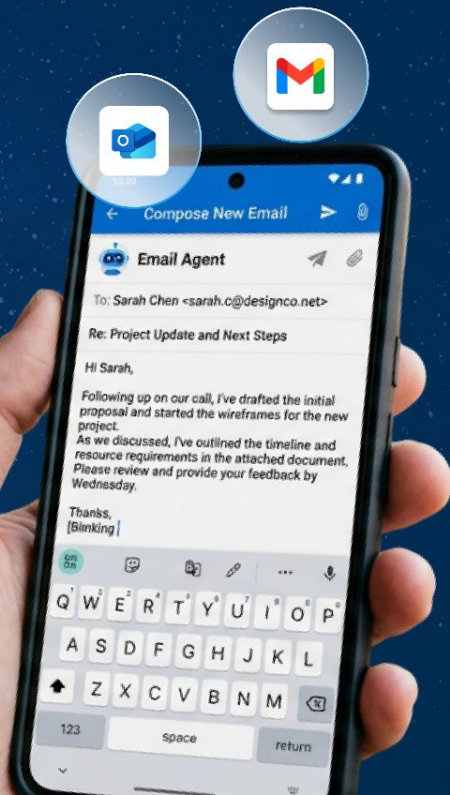 10:30
Compose New Email
Email Agent
To: Sarah Chen <sarah.c@designco.net>
Re: Project Update and Next Steps
Hi Sarah,
Following up on our call, I've drafted the initial
proposal and started the wireframes for the new
project.
As we discussed, I've outlined the timeline and
resource requirements in the attached document,
Please review and provide your feedback by
Wednesday.
Thanks,
[Blinking
Q W E R T Y U I O P
A S D F G H J K L
Z X C V B N M
123 space return